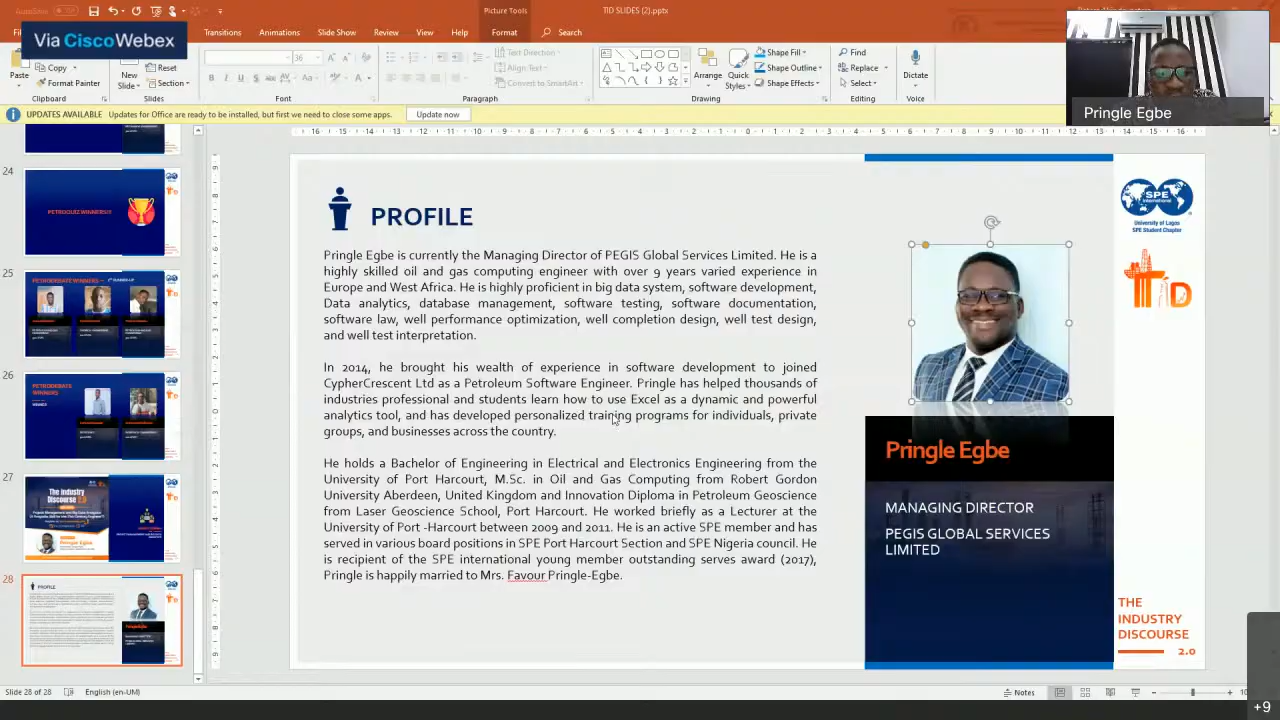 Picture Tools
TID SLIDES (2).pptx
Via Cisco Webex
Transitions
Animations
Slide Show
Review
View
Help
Format
Search
Paste
Copy
Format Painter
New
Slide
Reset
Section
36
Text Direction
Align Text
Convert to SmartArt
Arrange
Quick
Styles
Shape Fill
Shape Outline
Shape Effects
Find
Replace
Select
Dictate
Clipboard
Slides
Font
Paragraph
Drawing
Editing
Voice
Pringle Egbe
UPDATES AVAILABLE
Updates for Office are ready to be installed, but first we need to close some apps.
Update now
24
PETROQUIZ WINNERS!!!
25
26
PETRODEBATE
WINNERS
27
The Industry
Discourse 2.0
Pringle Egbe
28
PROFILE
PROFILE
Pringle Egbe is currently the Managing Director of PEGIS Global Services Limited. He is a
highly skilled oil and gas computing engineer with over 9 years varied experience in
Europe and West Africa. He is highly proficient in big data system, software development,
Data analytics, database management, software testing, software documentation,
software law, well performance optimization, well completion design, well
and well test interpretation.
In 2014, he brought his wealth of experience in software development to joined
CypherCrescent Ltd as a Petroleum Software Engineer. Pringle has helped thousands of
industries professional and students learn how to use Excel as a dynamic and powerful
analytics tool, and has developed personalized training programs for individuals, private
groups, and businesses across the country.
He holds a Bachelor of Engineering in Electrical and Electronics Engineering from the
University of Port Harcourt, M.Sc. in Oil and Gas Computing from Robert Gordon
University Aberdeen, United Kingdom and Innovation Diploma in Petroleum Geoscience
from Laser Geoscience School, Port Harcourt. He worked briefly as a lecturer in
University of Port -Harcourt between 2009 and 2011. He is an active SPE member and has
served in various board positions in SPE Port Harcourt Section and SPE Nigeria Council. He
is recipient of the SPE international young member outstanding serves award (2017),
Pringle is happily married to Mrs. Favour Pringle-Egbe.
Pringle Egbe
MANAGING DIRECTOR
PEGIS GLOBAL SERVICES
LIMITED
SPE
International
University of Lagos
SPE Student Chapter
TID
THE
INDUSTRY
DISCOURSE
2.0
Slide 28 of 28
English (en-UM)
Notes
+9